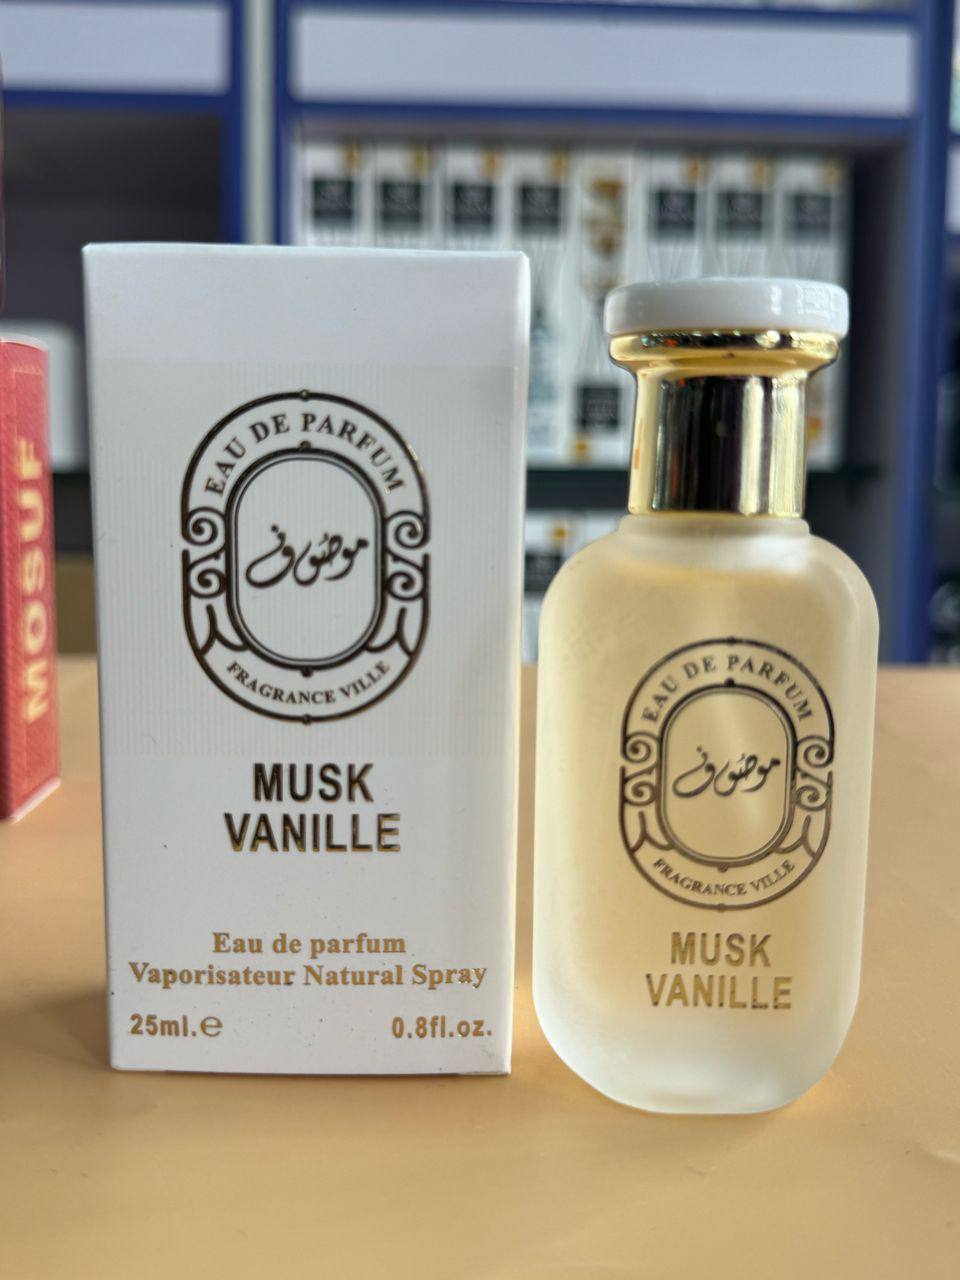 MOSUF
EAU DE PARFUM
موصوف
FRAGRANCE VILLE
MUSK
VANILLE
Eau de parfum
Vaporisateur Natural Spray
25ml.℮ 0.8fl.oz.
EAU DE PARFUM
موصوف
FRAGRANCE VILLE
MUSK
VANILLE